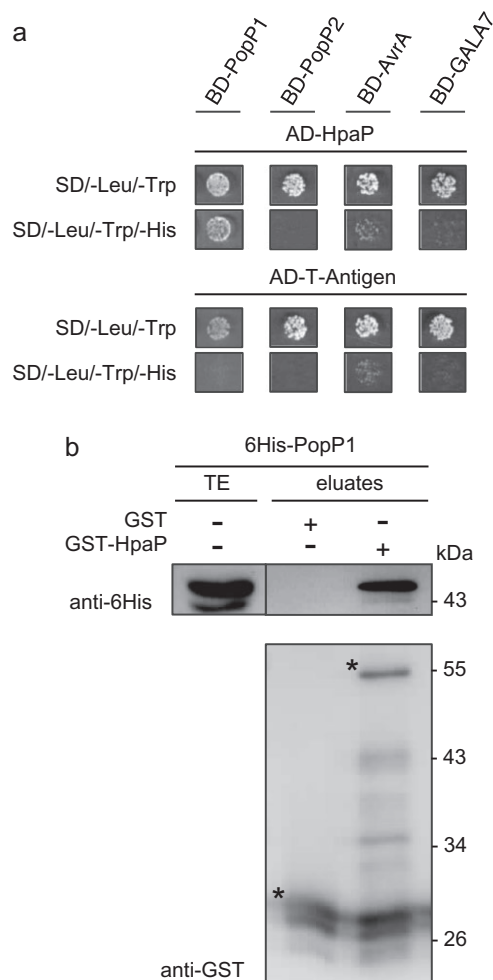 a
BD-PopP1 BD-PopP2 BD-AvrA BD-GALA7
AD-HpaP
SD/-Leu/-Trp
SD/-Leu/-Trp/-His
AD-T-Antigen
SD/-Leu/-Trp
SD/-Leu/-Trp/-His
b
6His-PopP1
TE eluates
GST - + -
GST-HpaP - - +
kDa
anti-6His - 43
* - 55
- 43
- 34
*
- 26
anti-GST